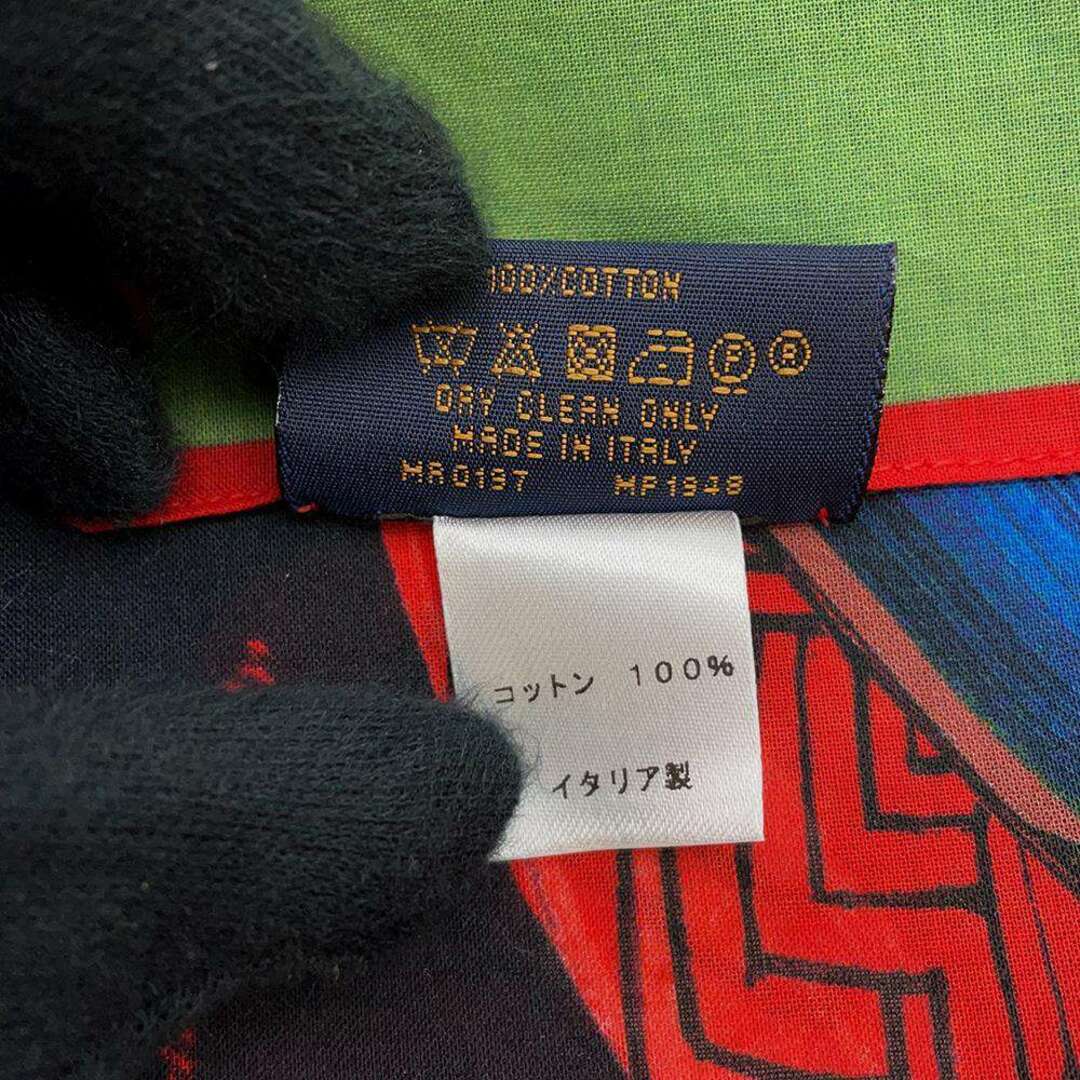 100%COTTON
DRY CLEAN ONLY
MADE IN ITALY
MR0197 MP1948
コットン 100%
イタリア製